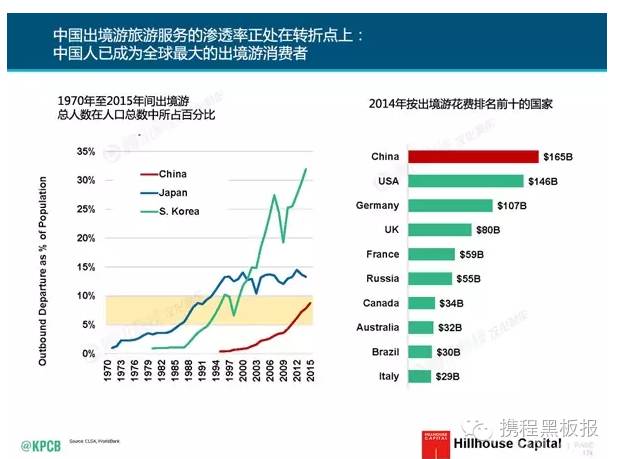 中国出境游旅游服务的渗透率正处在转折点上：
中国人已成为全球最大的出境游消费者
1970年至2015年间出境游
总人数在人口总数中所占百分比
Outbound Departure as % of Population
35%
30%
25%
20%
15%
10%
5%
0%
China
Japan
S. Korea
1970
1973
1976
1979
1982
1985
1988
1991
1994
1997
2000
2003
2006
2009
2012
2015
2014年按出境游花费排名前十的国家
China $165B
USA $146B
Germany $107B
UK $80B
France $59B
Russia $55B
Canada $34B
Australia $32B
Brazil $30B
Italy $29B
@KPCB
Source: CLSA, WorldBank.
HILLHOUSE
CAPITAL
Hillhouse Capital
携程黑板报